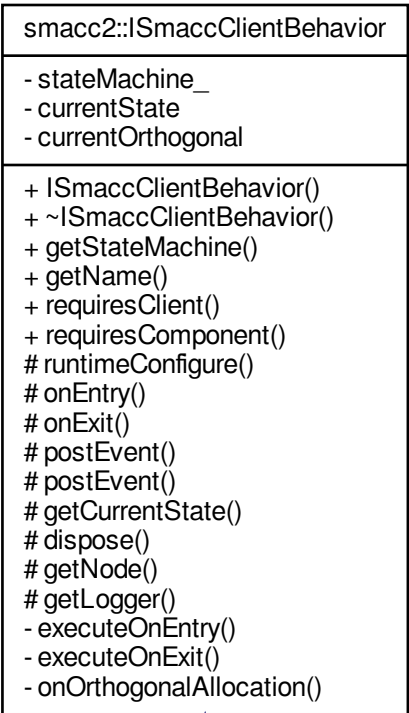 smacc2::ISmaccClientBehavior
- stateMachine_
- currentState
- currentOrthogonal
+ ISmaccClientBehavior()
+ ~ISmaccClientBehavior()
+ getStateMachine()
+ getName()
+ requiresClient()
+ requiresComponent()
# runtimeConfigure()
# onEntry()
# onExit()
# postEvent()
# postEvent()
# getCurrentState()
# dispose()
# getNode()
# getLogger()
- executeOnEntry()
- executeOnExit()
- onOrthogonalAllocation()